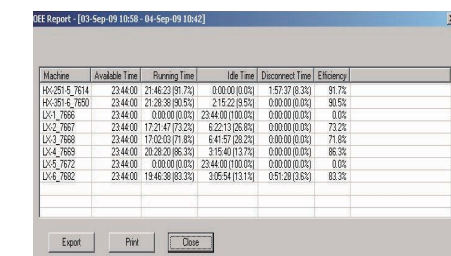 OEE Report - [03-Sep-09 10:58 - 04-Sep-09 10:42]
Machine Available Time Running Time Idle Time Disconnect Time Efficiency
HX-251-5_7614 23:44:00 21:46:23 (91.7%) 0:00:00 (0.0%) 1:57:37 (8.3%) 91.7%
HX-351-6_7650 23:44:00 21:28:38 (90.5%) 2:15:22 (9.5%) 0:00:00 (0.0%) 90.5%
LX-1_7666 23:44:00 0:00:00 (0.0%) 23:44:00 (100.0%) 0:00:00 (0.0%) 0.0%
LX-2_7667 23:44:00 17:21:47 (73.2%) 6:22:13 (26.8%) 0:00:00 (0.0%) 73.2%
LX-3_7668 23:44:00 17:02:03 (71.8%) 6:41:57 (28.2%) 0:00:00 (0.0%) 71.8%
LX-4_7669 23:44:00 20:28:20 (86.3%) 3:15:40 (13.7%) 0:00:00 (0.0%) 86.3%
LX-5_7672 23:44:00 0:00:00 (0.0%) 23:44:00 (100.0%) 0:00:00 (0.0%) 0.0%
LX-6_7682 23:44:00 19:46:38 (83.3%) 3:05:54 (13.1%) 0:51:28 (3.6%) 83.3%
Export Print Close